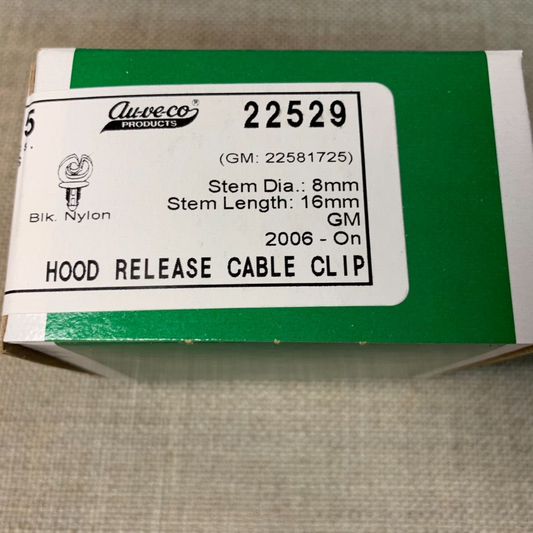 5
au-ve-co®
PRODUCTS
22529
(GM: 22581725)
Stem Dia.: 8mm
Stem Length: 16mm
GM
2006 - On
Blk. Nylon
HOOD RELEASE CABLE CLIP